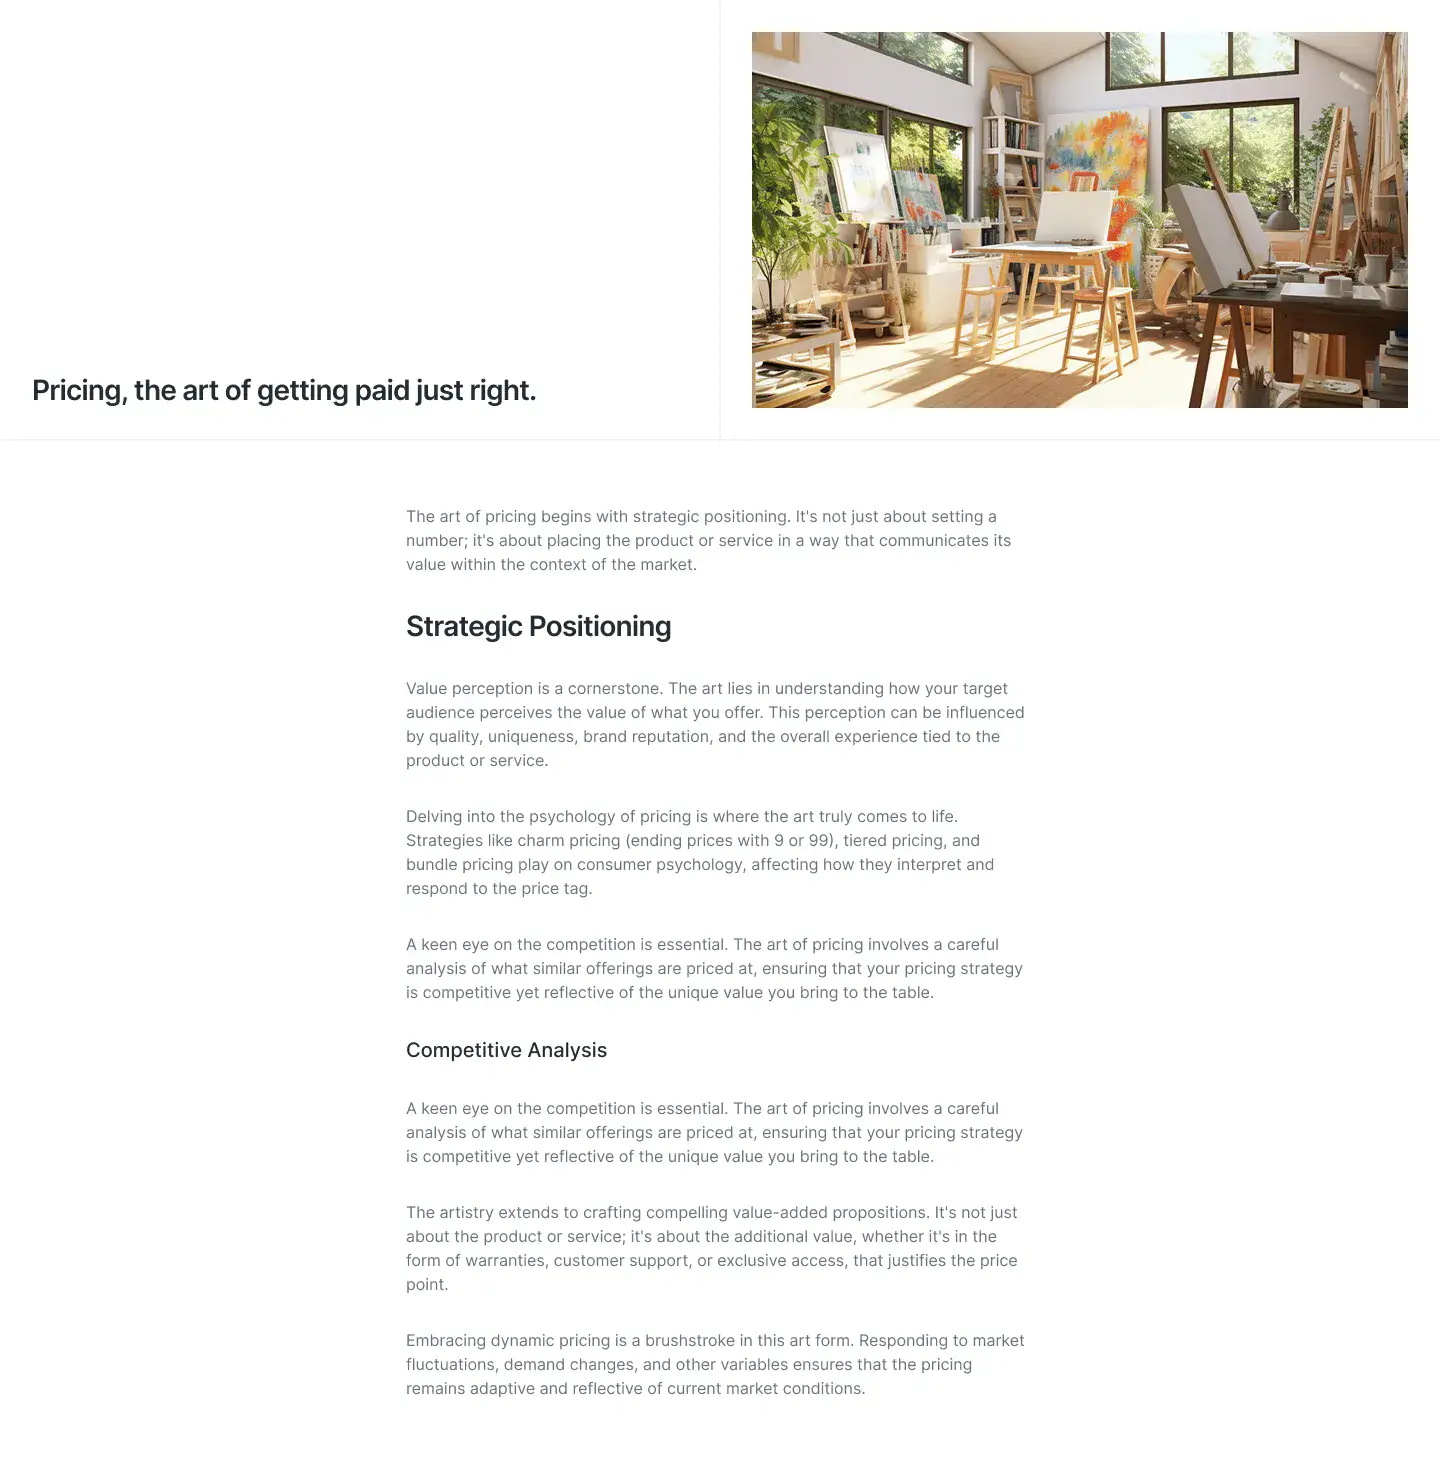 Pricing, the art of getting paid just right.
The art of pricing begins with strategic positioning. It's not just about setting a
number; it's about placing the product or service in a way that communicates its
value within the context of the market.
Strategic Positioning
Value perception is a cornerstone. The art lies in understanding how your target
audience perceives the value of what you offer. This perception can be influenced
by quality, uniqueness, brand reputation, and the overall experience tied to the
product or service.
Delving into the psychology of pricing is where the art truly comes to life.
Strategies like charm pricing (ending prices with 9 or 99), tiered pricing, and
bundle pricing play on consumer psychology, affecting how they interpret and
respond to the price tag.
A keen eye on the competition is essential. The art of pricing involves a careful
analysis of what similar offerings are priced at, ensuring that your pricing strategy
is competitive yet reflective of the unique value you bring to the table.
Competitive Analysis
A keen eye on the competition is essential. The art of pricing involves a careful
analysis of what similar offerings are priced at, ensuring that your pricing strategy
is competitive yet reflective of the unique value you bring to the table.
The artistry extends to crafting compelling value-added propositions. It's not just
about the product or service; it's about the additional value, whether it's in the
form of warranties, customer support, or exclusive access, that justifies the price
point.
Embracing dynamic pricing is a brushstroke in this art form. Responding to market
fluctuations, demand changes, and other variables ensures that the pricing
remains adaptive and reflective of current market conditions.